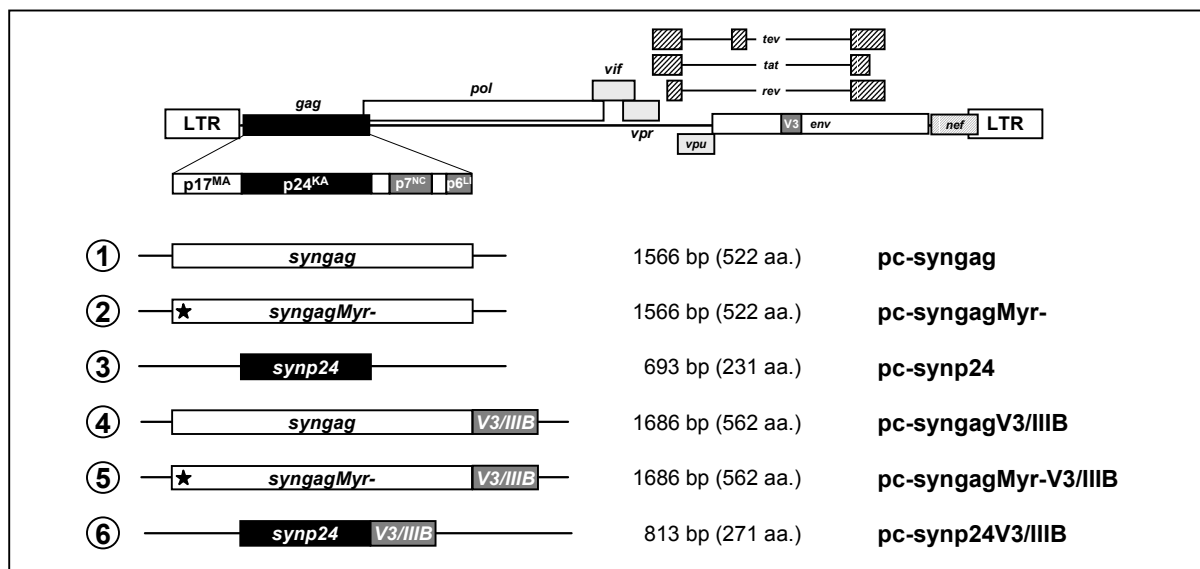 tev
tat
rev
vif
pol
gag
LTR
V3 env
nef
LTR
vpr
vpu
p17MA p24KA p7NC
1 syngag 1566 bp (522 aa.) pc-syngag
2 ★ syngagMyr- 1566 bp (522 aa.) pc-syngagMyr-
3 synp24 693 bp (231 aa.) pc-synp24
4 syngag V3/IIIB 1686 bp (562 aa.) pc-syngagV3/IIIB
5 ★ syngagMyr- V3/IIIB 1686 bp (562 aa.) pc-syngagMyr-V3/IIIB
6 synp24 V3/IIIB 813 bp (271 aa.) pc-synp24V3/IIIB